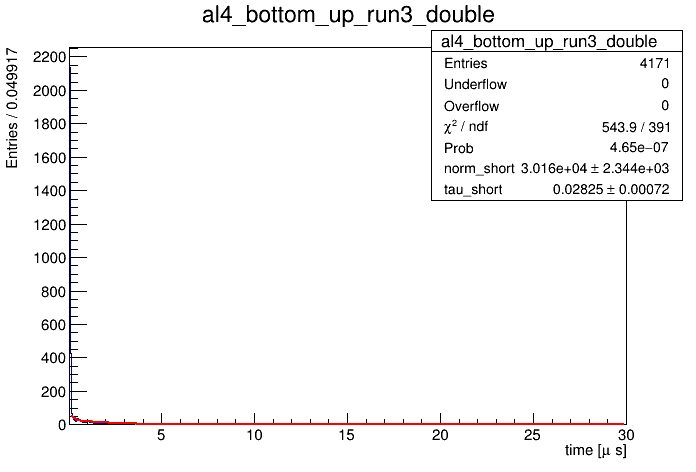 al4_bottom_up_run3_double
al4_bottom_up_run3_double
Entries 4171
Underflow 0
Overflow 0
χ² / ndf 543.9 / 391
Prob 4.65e−07
norm_short 3.016e+04 ± 2.344e+03
tau_short 0.02825 ± 0.00072
Entries / 0.049917
2200
2000
1800
1600
1400
1200
1000
800
600
400
200
0
5 10 15 20 25 30
time [μ s]